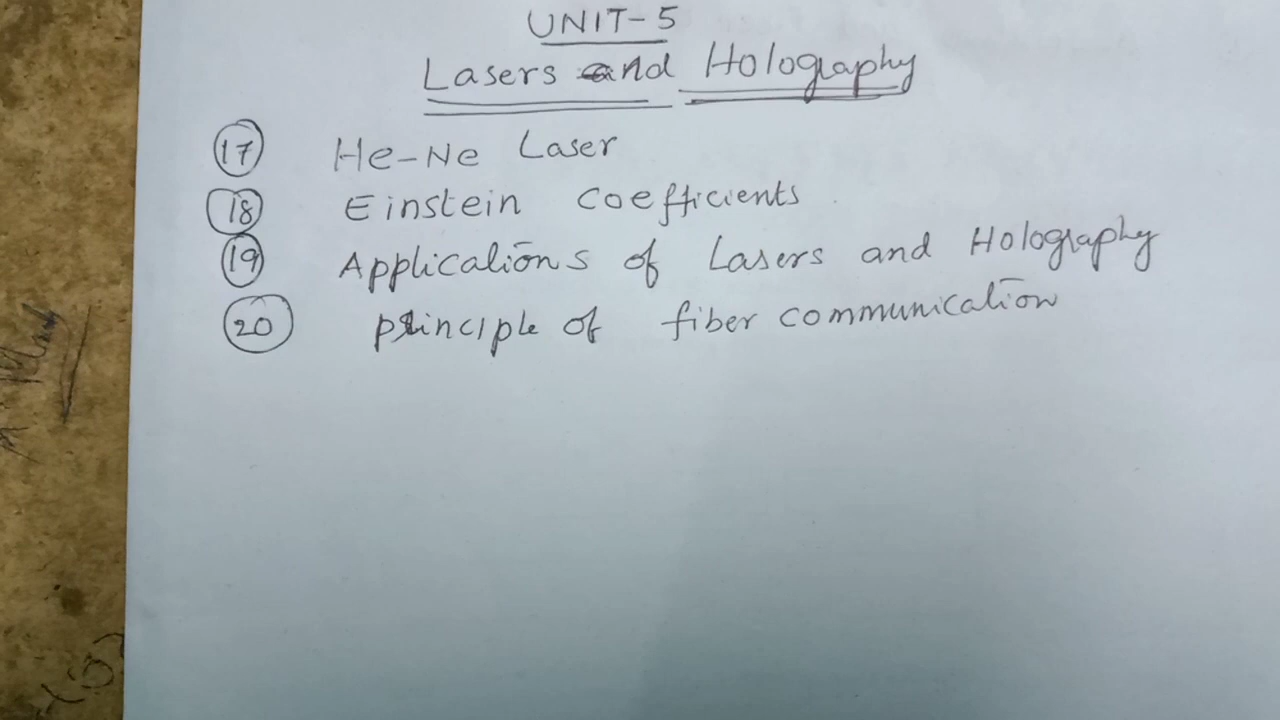 UNIT-5
Lasers and Holography
17 He-Ne Laser
18 Einstein coefficients
19 Applications of Lasers and Holography
20 principle of fiber communication